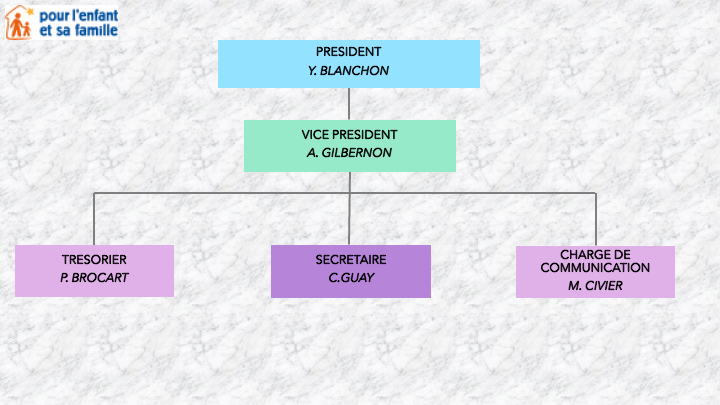 pour l'enfant
et sa famille
PRESIDENT
Y. BLANCHON
VICE PRESIDENT
A. GILBERNON
TRESORIER
P. BROCART
SECRETAIRE
C.GUAY
CHARGE DE
COMMUNICATION
M. CIVIER